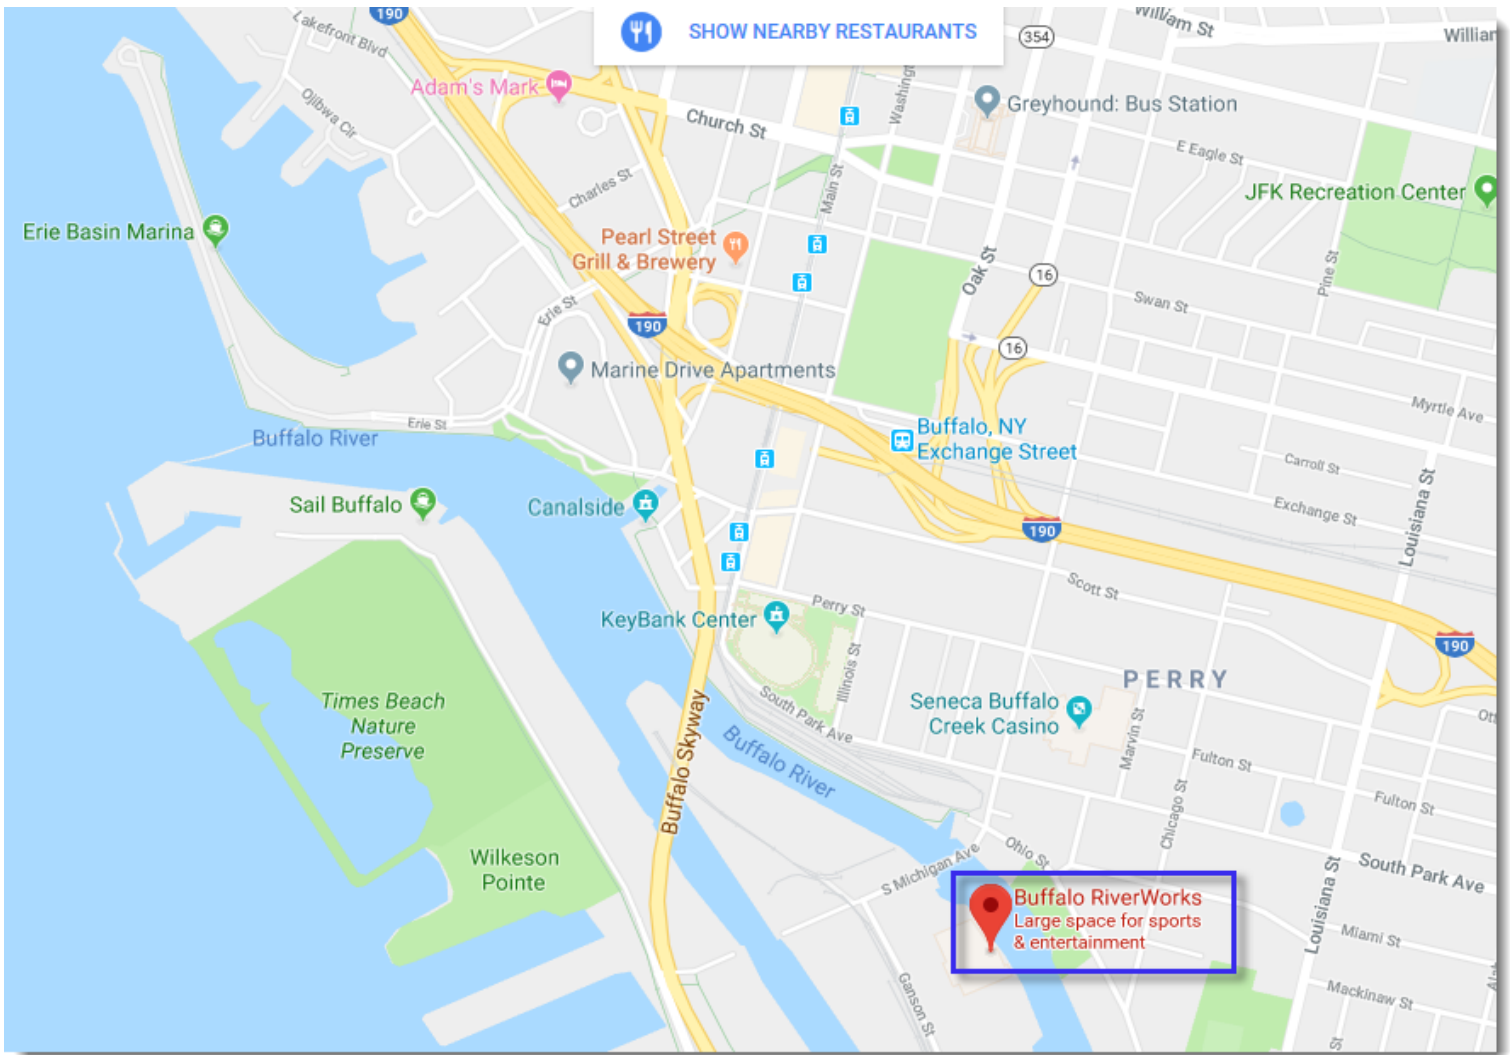 190
SHOW NEARBY RESTAURANTS
354
William St
Lakefront Blvd
Adam's Mark
Ojibwa Clr
Church St
Greyhound: Bus Station
E Eagle St
JFK Recreation Center
Charles St
Main St
Erie Basin Marina
Pearl Street
Grill & Brewery
Oak St
16
Pine St
Swan St
Erie St
190
16
Marine Drive Apartments
Myrtle Ave
Erie St
Buffalo River
Buffalo, NY
Exchange Street
Carroll St
Louisiana St
Sail Buffalo
Canalside
Exchange St
190
Scott St
Perry St
KeyBank Center
190
Illinois St
PERRY
Times Beach
Nature
Preserve
South Park Ave
Seneca Buffalo
Creek Casino
Marvin St
Buffalo Skyway
Buffalo River
Fulton St
Fulton St
Chicago St
Wilkeson
Pointe
Ohio St
S Michigan Ave
South Park Ave
Buffalo RiverWorks
Large space for sports
& entertainment
Louisiana St
Miami St
Ganson St
Mackinaw St
St